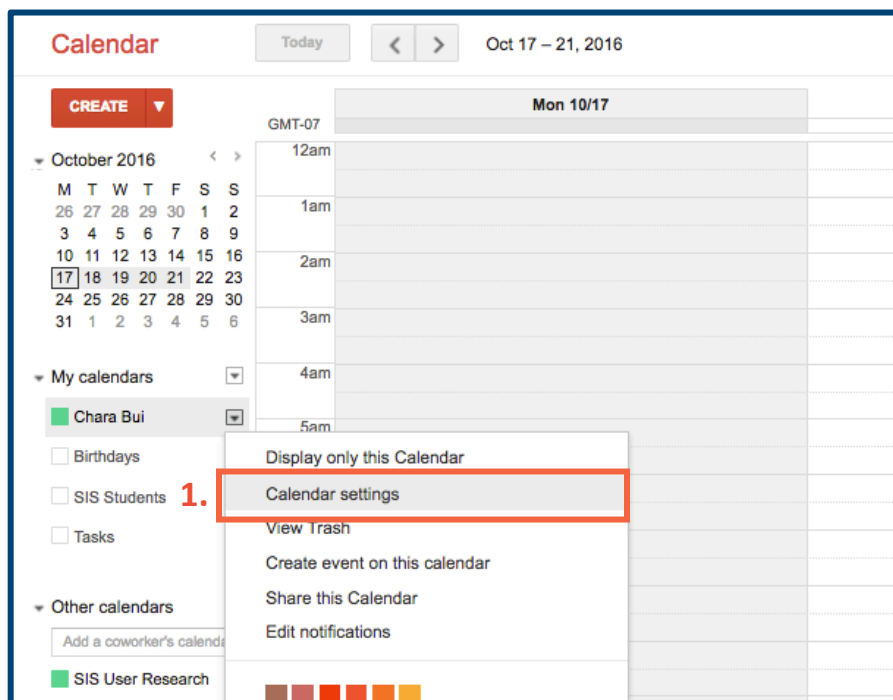 Calendar
Today
Oct 17 – 21, 2016
CREATE
Mon 10/17
GMT-07
October 2016
M T W T F S S
26 27 28 29 30 1 2
3 4 5 6 7 8 9
10 11 12 13 14 15 16
17 18 19 20 21 22 23
24 25 26 27 28 29 30
31 1 2 3 4 5 6
12am
1am
2am
3am
4am
5am
My calendars
Chara Bui
Birthdays
SIS Students
Tasks
1.
Display only this Calendar
Calendar settings
View Trash
Create event on this calendar
Share this Calendar
Edit notifications
Other calendars
Add a coworker's calenda
SIS User Research